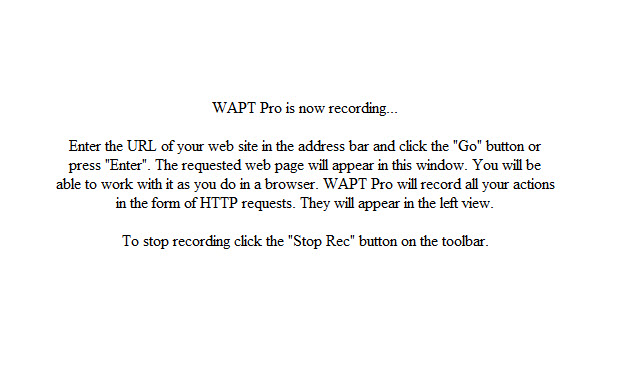 WAPT Pro is now recording...
Enter the URL of your web site in the address bar and click the "Go" button or
press "Enter". The requested web page will appear in this window. You will be
able to work with it as you do in a browser. WAPT Pro will record all your actions
in the form of HTTP requests. They will appear in the left view.
To stop recording click the "Stop Rec" button on the toolbar.